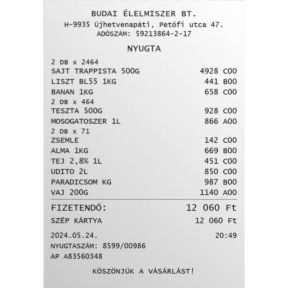 BUDAI ÉLELMISZER BT.
H-9935 Újhetvenapáti, Petőfi utca 47.
ADÓSZÁM: 59213864-2-17
NYUGTA
2 DB x 2464
SAJT TRAPPISTA 500G 4928 C00
LISZT BL55 1KG 441 B00
BANAN 1KG 658 C00
2 DB x 464
TESZTA 500G 928 C00
MOSOGATOSZER 1L 866 A00
2 DB x 71
ZSEMLE 142 C00
ALMA 1KG 669 B00
TEJ 2,8% 1L 451 C00
UDITO 2L 850 C00
PARADICSOM KG 987 B00
VAJ 200G 1140 A00
FIZETENDŐ: 12 060 Ft
SZÉP KÁRTYA 12 060 Ft
2024.05.24. 20:49
NYUGTASZÁM: 8599/00986
AP A83560348
KÖSZÖNJÜK A VÁSÁRLÁST!